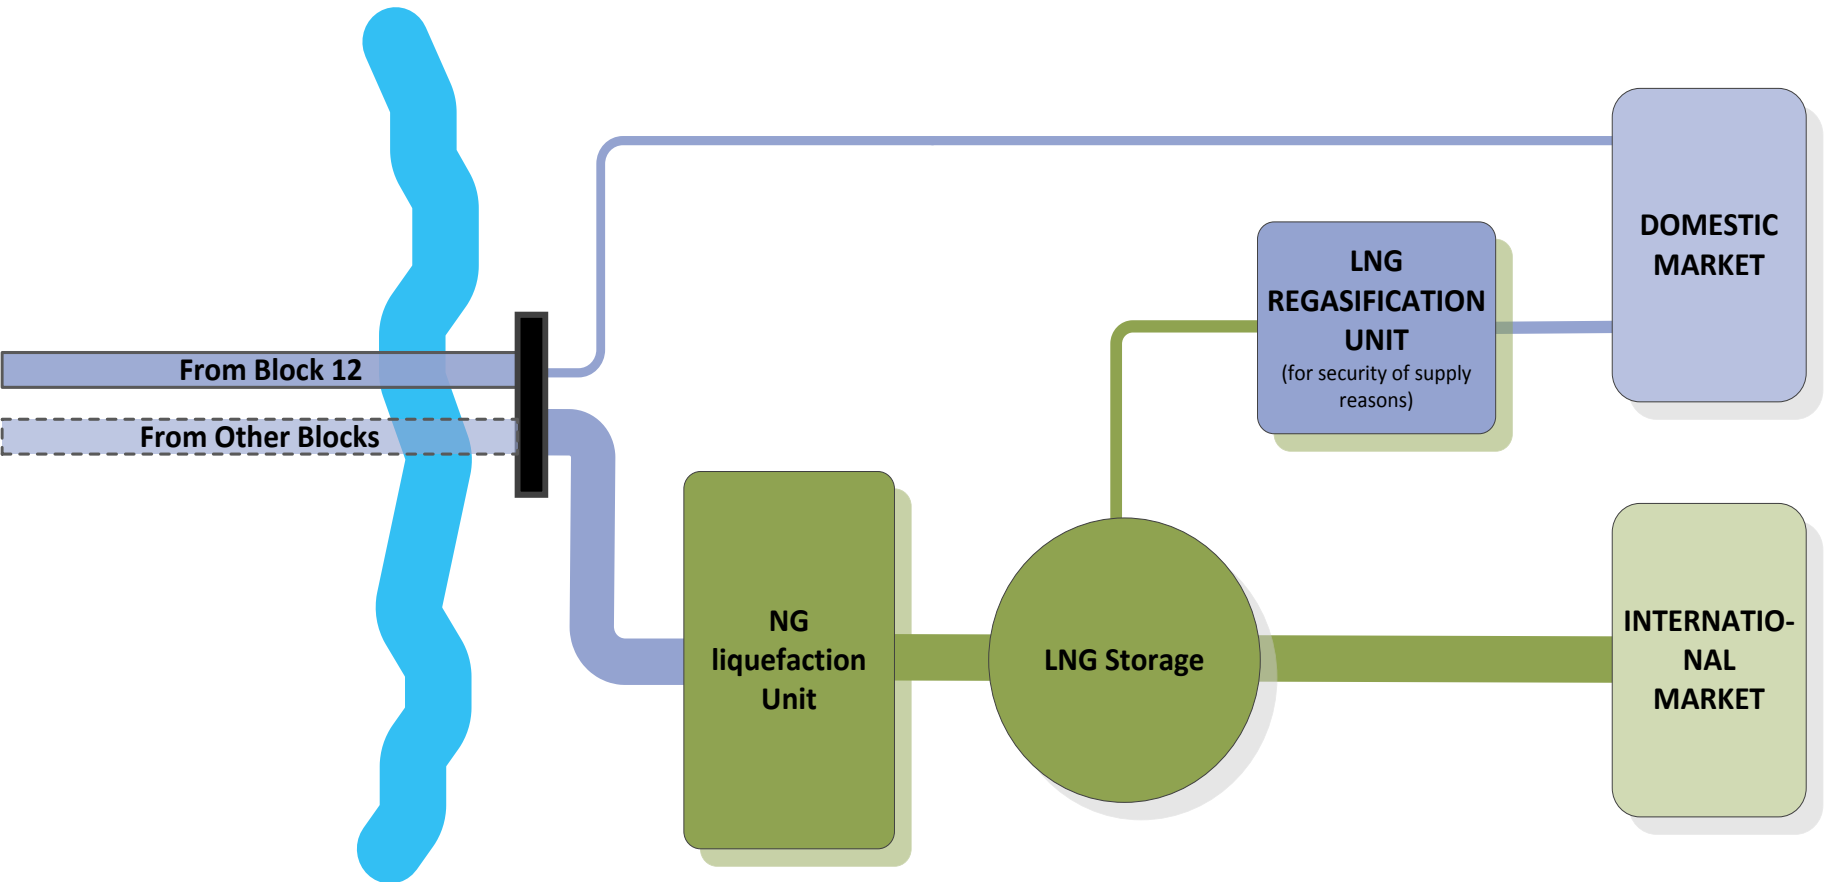 From Block 12
From Other Blocks
NG
liquefaction
Unit
LNG Storage
LNG
REGASIFICATION
UNIT
(for security of supply
reasons)
DOMESTIC
MARKET
INTERNATIO-
NAL
MARKET